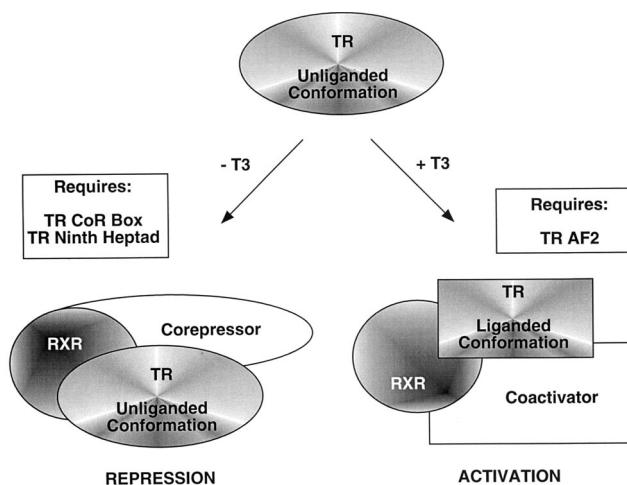 TR
Unliganded
Conformation
- T3
+ T3
Requires:
TR CoR Box
TR Ninth Heptad
Requires:
TR AF2
RXR
Corepressor
TR
Unliganded
Conformation
REPRESSION
TR
Liganded
Conformation
RXR
Coactivator
ACTIVATION